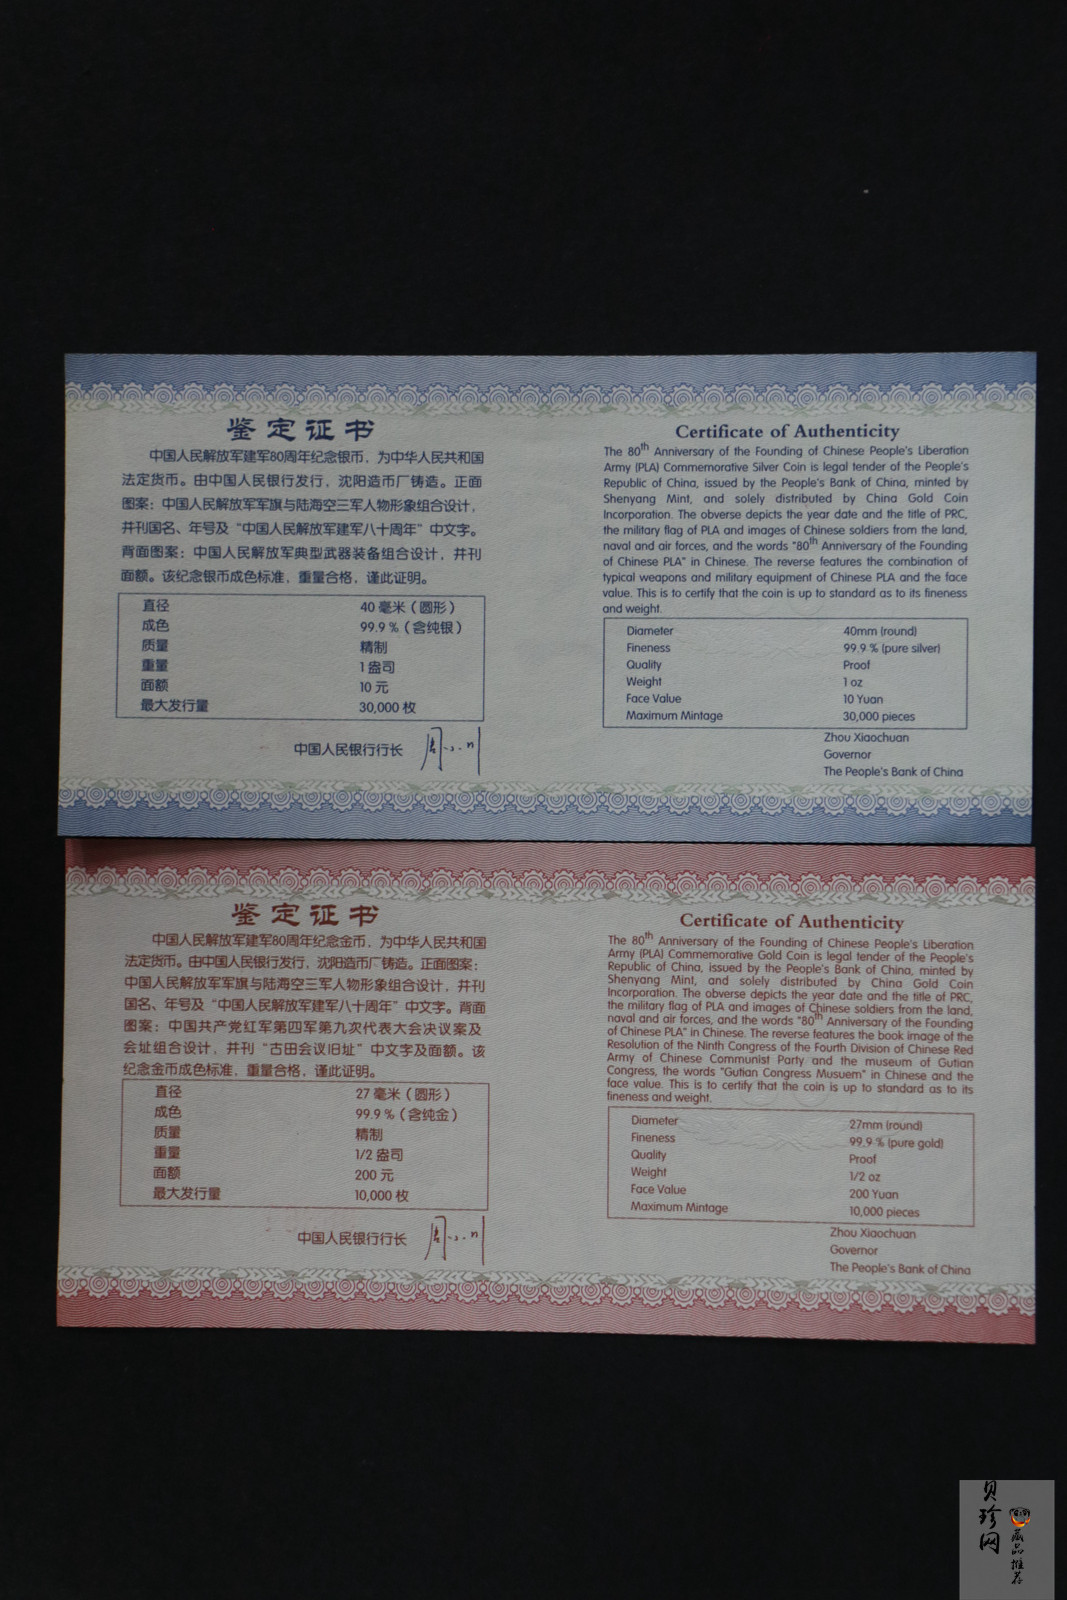 鉴定证书
中国人民解放军建军80周年纪念银币，为中华人民共和国
法定货币。由中国人民银行发行，沈阳造币厂铸造。正面
图案：中国人民解放军军旗与陆海空三军人物形象组合设计，
并刊国名、年号及“中国人民解放军建军八十周年”中文字。
背面图案：中国人民解放军典型武器装备组合设计，并刊
面额。该纪念银币成色标准，重量合格，谨此证明。
直径 40 毫米（圆形）
成色 99.9 %（含纯银）
质量 精制
重量 1 盎司
面额 10 元
最大发行量 30,000 枚
中国人民银行行长
Certificate of Authenticity
The 80th Anniversary of the Founding of Chinese People's Liberation
Army (PLA) Commemorative Silver Coin is legal tender of the People's
Republic of China, issued by the People's Bank of China, minted by
Shenyang Mint, and solely distributed by China Gold Coin
Incorporation. The obverse depicts the year date and the title of PRC,
the military flag of PLA and images of Chinese soldiers from the land,
naval and air forces, and the words "80th Anniversary of the Founding
of Chinese PLA" in Chinese. The reverse features the combination of
typical weapons and military equipment of Chinese PLA and the face
value. This is to certify that the coin is up to standard as to its fineness
and weight.
Diameter 40mm (round)
Fineness 99.9 % (pure silver)
Quality Proof
Weight 1 oz
Face Value 10 Yuan
Maximum Mintage 30,000 pieces
Zhou Xiaochuan
Governor
The People's Bank of China
鉴定证书
中国人民解放军建军80周年纪念金币，为中华人民共和国
法定货币。由中国人民银行发行，沈阳造币厂铸造。正面图案：
中国人民解放军军旗与陆海空三军人物形象组合设计，并刊
国名、年号及“中国人民解放军建军八十周年”中文字。背面
图案：中国共产党红军第四军第九次代表大会决议案及
会址组合设计，并刊“古田会议旧址”中文字及面额。该
纪念金币成色标准，重量合格，谨此证明。
直径 27 毫米（圆形）
成色 99.9 %（含纯金）
质量 精制
重量 1/2 盎司
面额 200 元
最大发行量 10,000 枚
中国人民银行行长
Certificate of Authenticity
The 80th Anniversary of the Founding of Chinese People's Liberation
Army (PLA) Commemorative Gold Coin is legal tender of the People's
Republic of China, issued by the People's Bank of China, minted by
Shenyang Mint, and solely distributed by China Gold Coin
Incorporation. The obverse depicts the year date and the title of PRC,
the military flag of PLA and images of Chinese soldiers from the land,
naval and air forces, and the words "80th Anniversary of the Founding
of Chinese PLA" in Chinese. The reverse features the book image of the
Resolution of the Ninth Congress of the Fourth Division of Chinese Red
Army of Chinese Communist Party and the museum of Gutian
Congress, the words "Gutian Congress Musuem" in Chinese and the
face value. This is to certify that the coin is up to standard as to its
fineness and weight.
Diameter 27mm (round)
Fineness 99.9 % (pure gold)
Quality Proof
Weight 1/2 oz
Face Value 200 Yuan
Maximum Mintage 10,000 pieces
Zhou Xiaochuan
Governor
The People's Bank of China
贝珍网
藏品推荐